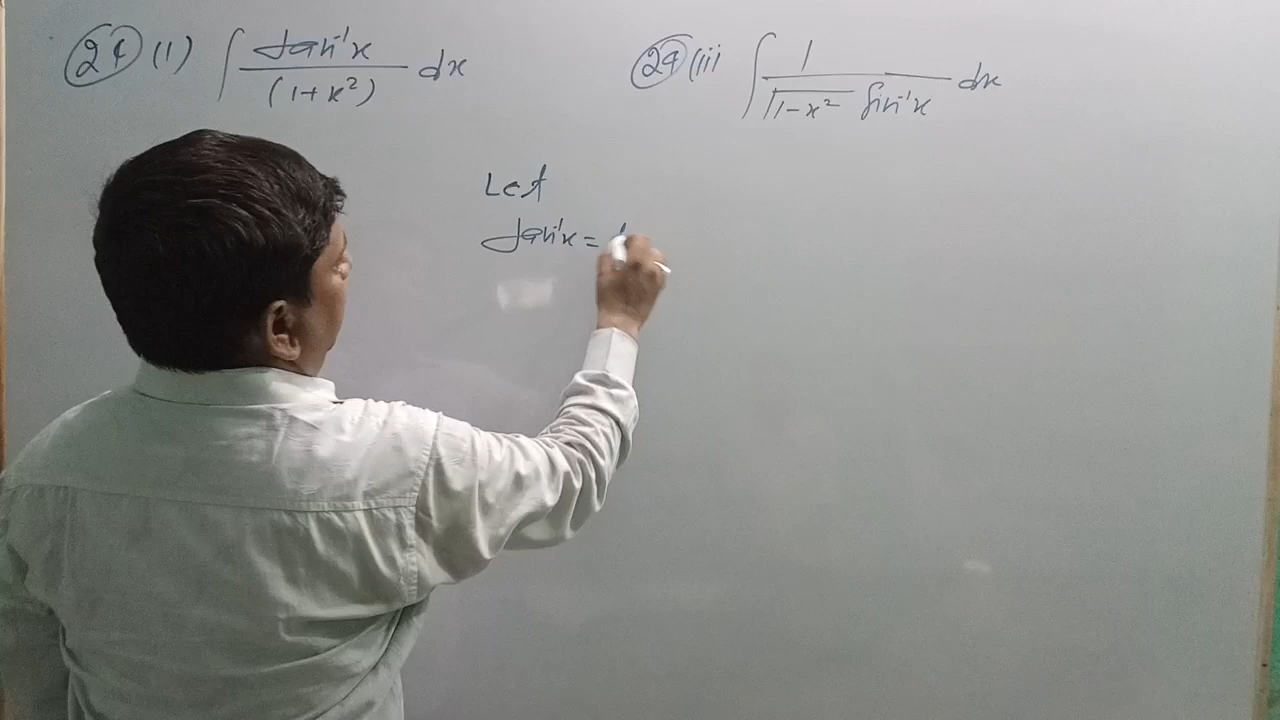 24 (i) ∫ tan⁻¹x / (1+x²) dx
24 (ii) ∫ 1 / √1-x² sin⁻¹x dx
Let
tan⁻¹x =